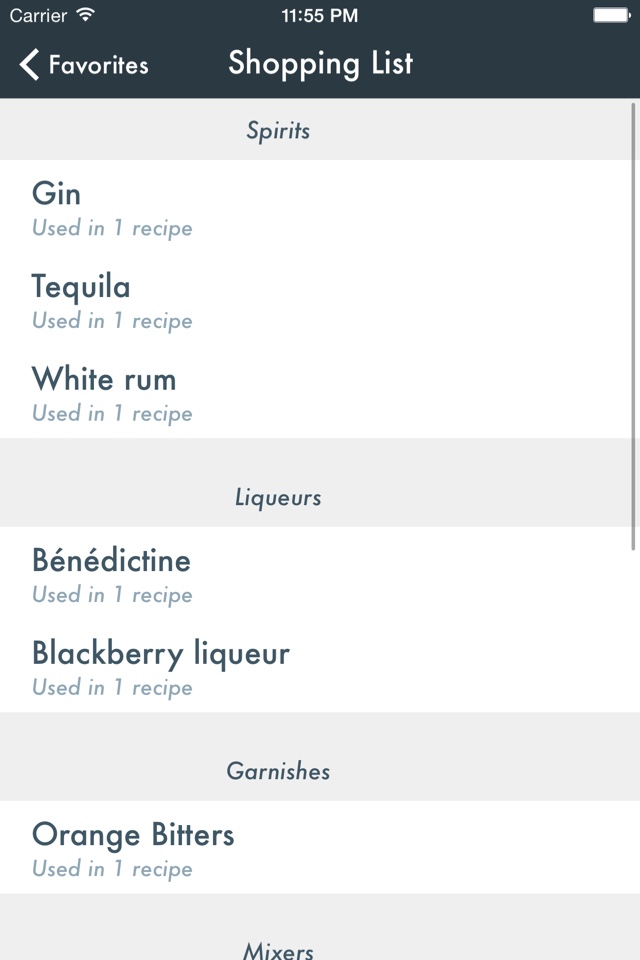 Carrier 11:55 PM
Favorites Shopping List
Spirits
Gin
Used in 1 recipe
Tequila
Used in 1 recipe
White rum
Used in 1 recipe
Liqueurs
Bénédictine
Used in 1 recipe
Blackberry liqueur
Used in 1 recipe
Garnishes
Orange Bitters
Used in 1 recipe
Mixers